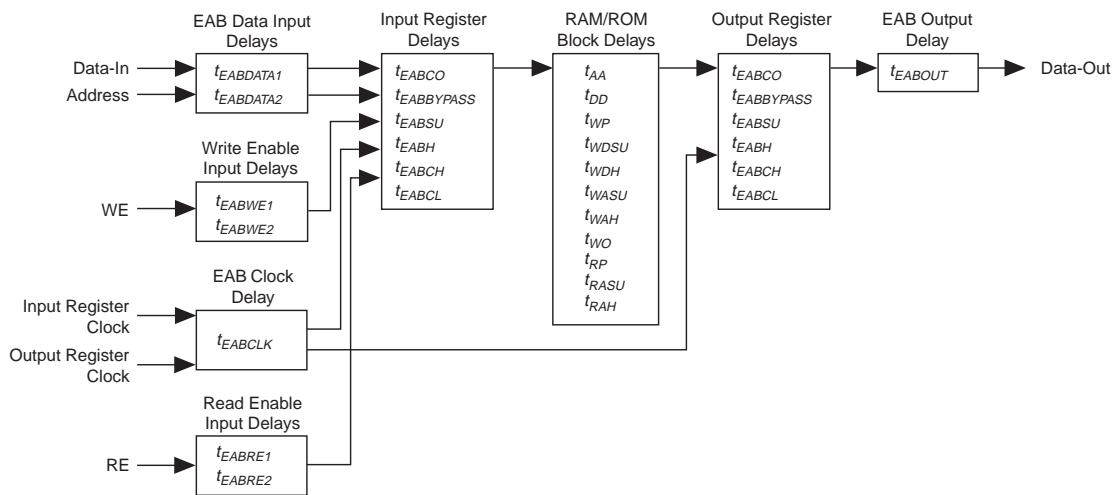 EAB Data Input
Delays
Data-In
Address
tEABDATA1
tEABDATA2
Write Enable
Input Delays
WE
tEABWE1
tEABWE2
EAB Clock
Delay
Input Register
Clock
Output Register
Clock
tEABCLK
Read Enable
Input Delays
RE
tEABRE1
tEABRE2
Input Register
Delays
tEABCO
tEABBYPASS
tEABSU
tEABH
tEABCH
tEABCL
RAM/ROM
Block Delays
tAA
tDD
tWP
tWDSU
tWDH
tWASU
tWAH
tWO
tRP
tRASU
tRAH
Output Register
Delays
tEABCO
tEABBYPASS
tEABSU
tEABH
tEABCH
tEABCL
EAB Output
Delay
tEABOUT
Data-Out